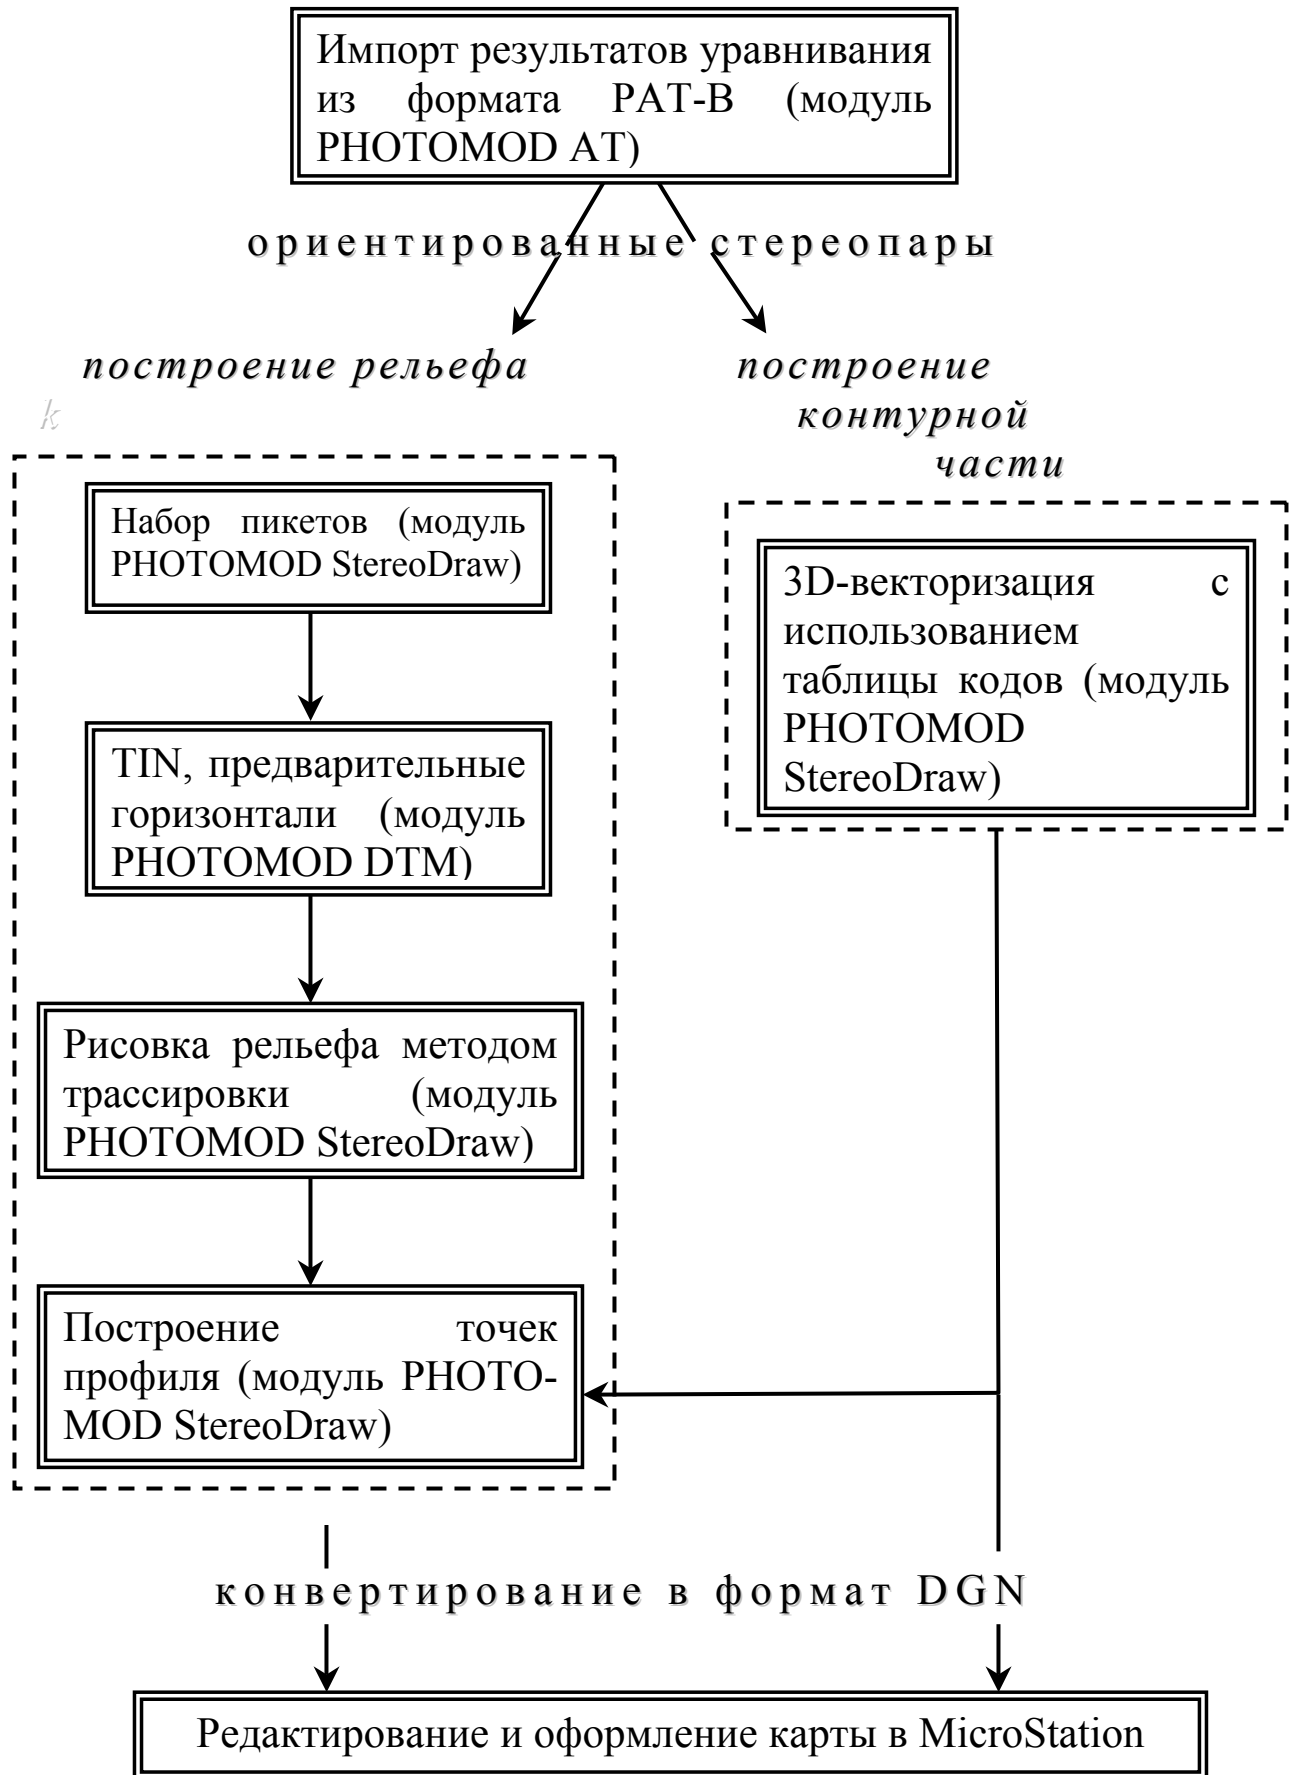 Импорт результатов уравнивания
из формата PAT-B (модуль
PHOTOMOD AT)
ориентированные стереопары
построение рельефа
k
построение
контурной
части
Набор пикетов (модуль
PHOTOMOD StereoDraw)
TIN, предварительные
горизонтали (модуль
PHOTOMOD DTM)
Рисовка рельефа методом
трассировки (модуль
PHOTOMOD StereoDraw)
Построение точек
профиля (модуль PHOTO-
MOD StereoDraw)
3D-векторизация с
использованием
таблицы кодов (модуль
PHOTOMOD
StereoDraw)
конвертирование в формат DGN
Редактирование и оформление карты в MicroStation